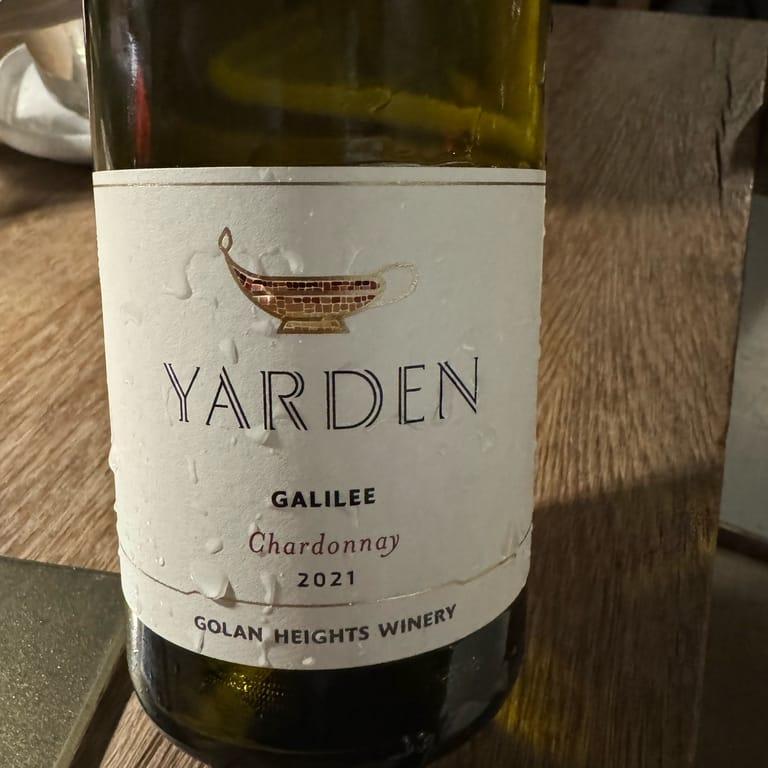 YARDEN
GALILEE
Chardonnay
2021
GOLAN HEIGHTS WINERY